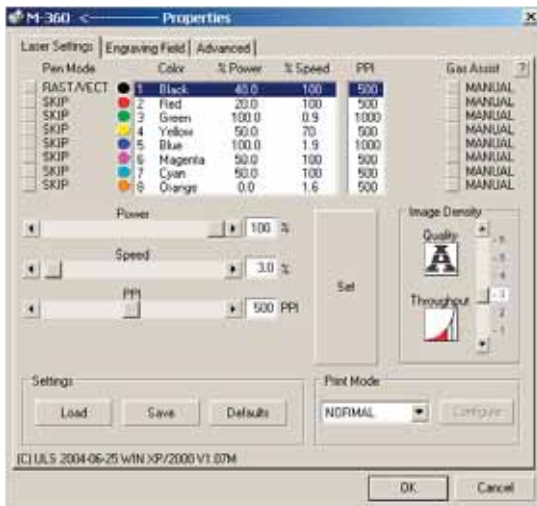 M-360 <———— Properties
Laser Settings Engraving Field Advanced
Pen Mode Color % Power % Speed PPI Gas Assist ?
RAST/VECT 1 Black 40.0 100 500 MANUAL
SKIP 2 Red 20.0 100 500 MANUAL
SKIP 3 Green 100.0 0.9 1000 MANUAL
SKIP 4 Yellow 50.0 70 500 MANUAL
SKIP 5 Blue 100.0 1.9 1000 MANUAL
SKIP 6 Magenta 50.0 100 500 MANUAL
SKIP 7 Cyan 50.0 100 500 MANUAL
SKIP 8 Orange 0.0 1.6 500 MANUAL
Power
100 %
Speed
3.0 %
PPI
500 PPI
Set
Image Density
Quality
A
Throughput
- 6
- 5
- 4
- 3
- 2
- 1
Settings
Load Save Defaults
Print Mode
NORMAL Configure
(C) ULS 2004-06-25 WIN XP/2000 V1.07M
OK Cancel